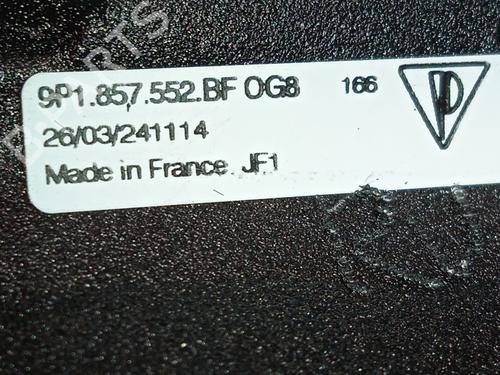 9P1.857.552.BF OG8 166
26/03/241114
Made in France JF1